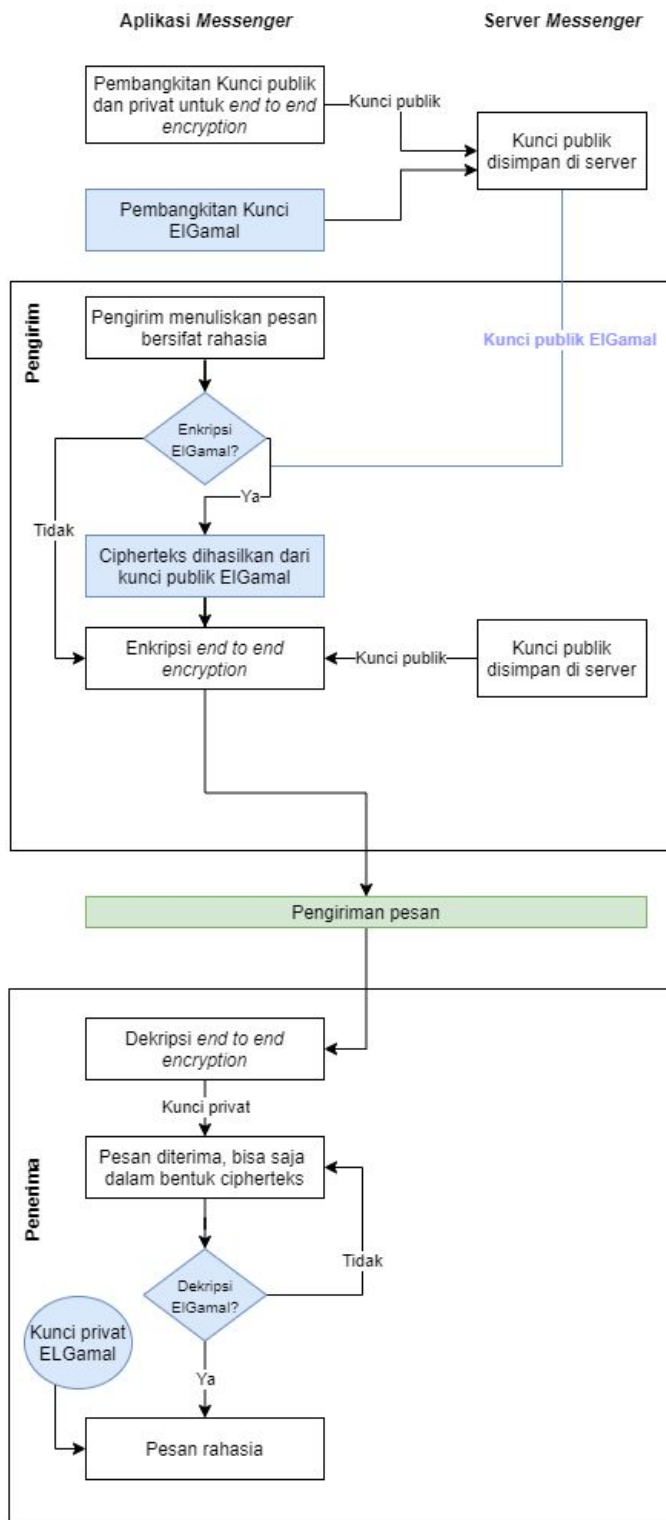 Aplikasi Messenger
Server Messenger
Pembangkitan Kunci publik
dan privat untuk end to end
encryption
Kunci publik
Kunci publik
disimpan di server
Pembangkitan Kunci
ElGamal
Pengirim
Pengirim menuliskan pesan
bersifat rahasia
Kunci publik ElGamal
Enkripsi
ElGamal?
Ya
Tidak
Cipherteks dihasilkan dari
kunci publik ElGamal
Enkripsi end to end
encryption
Kunci publik
Kunci publik
disimpan di server
Pengiriman pesan
Penerima
Dekripsi end to end
encryption
Kunci privat
Pesan diterima, bisa saja
dalam bentuk cipherteks
Tidak
Dekripsi
ElGamal?
Kunci privat
ELGamal
Ya
Pesan rahasia